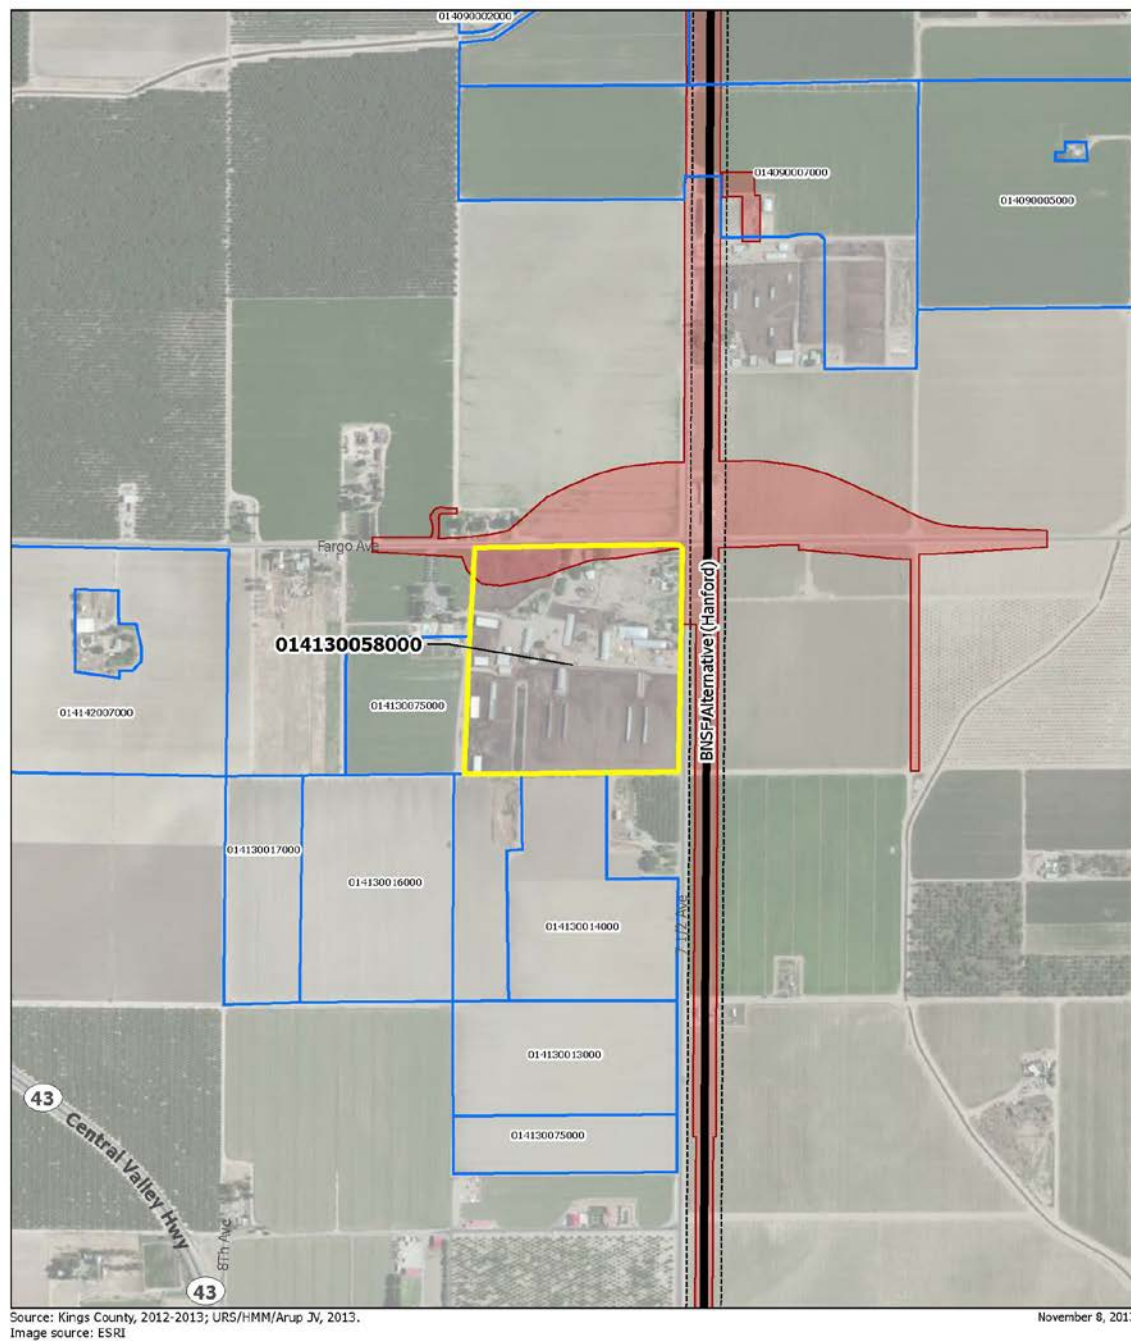 014090002000
014090007000
014090005000
Fargo Ave
014130058000
BNSF Alternative (Hanford)
014142007000
014130075000
014130017000
014130016000
014130014000
7 1/2 Ave
014130013000
014130075000
43
Central Valley Hwy
8Th Ave
43
Source: Kings County, 2012-2013; URS/HMM/Arup JV, 2013.
November 8, 2013
Image source: ESRI